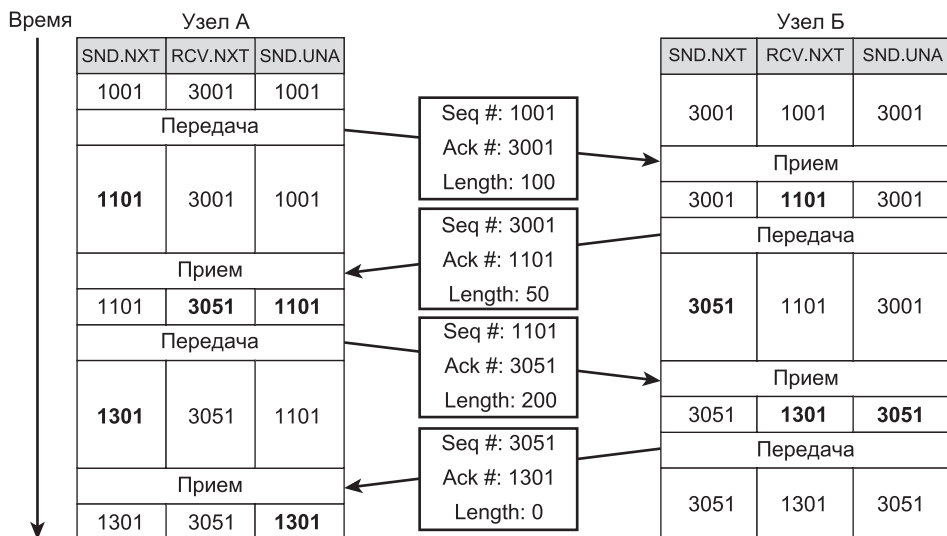 Время
Узел А
SND.NXT RCV.NXT SND.UNA
1001 3001 1001
Передача
1101 3001 1001
Прием
1101 3051 1101
Передача
1301 3051 1101
Прием
1301 3051 1301
Seq #: 1001
Ack #: 3001
Length: 100
Seq #: 3001
Ack #: 1101
Length: 50
Seq #: 1101
Ack #: 3051
Length: 200
Seq #: 3051
Ack #: 1301
Length: 0
Узел Б
SND.NXT RCV.NXT SND.UNA
3001 1001 3001
Прием
3001 1101 3001
Передача
3051 1101 3001
Прием
3051 1301 3051
Передача
3051 1301 3051